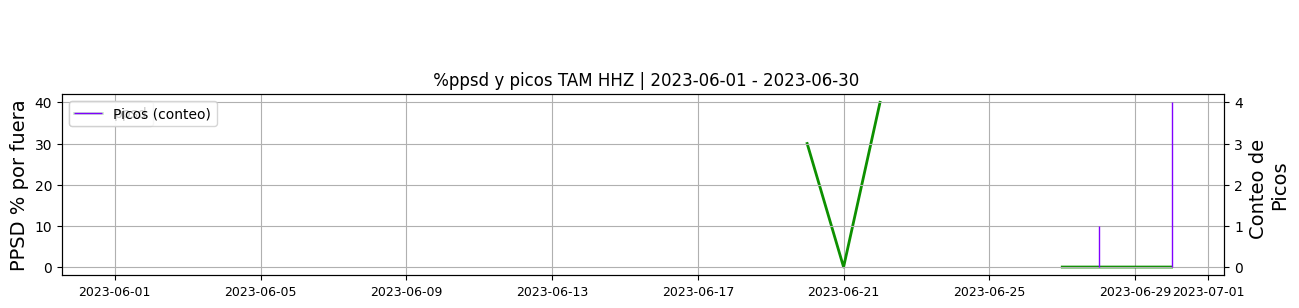 %ppsd y picos TAM HHZ | 2023-06-01 - 2023-06-30
PPSD % por fuera
40
30
20
10
0
Picos (conteo)
4
3
2
1
0
Conteo de
Picos
2023-06-01 2023-06-05 2023-06-09 2023-06-13 2023-06-17 2023-06-21 2023-06-25 2023-06-29 2023-07-01